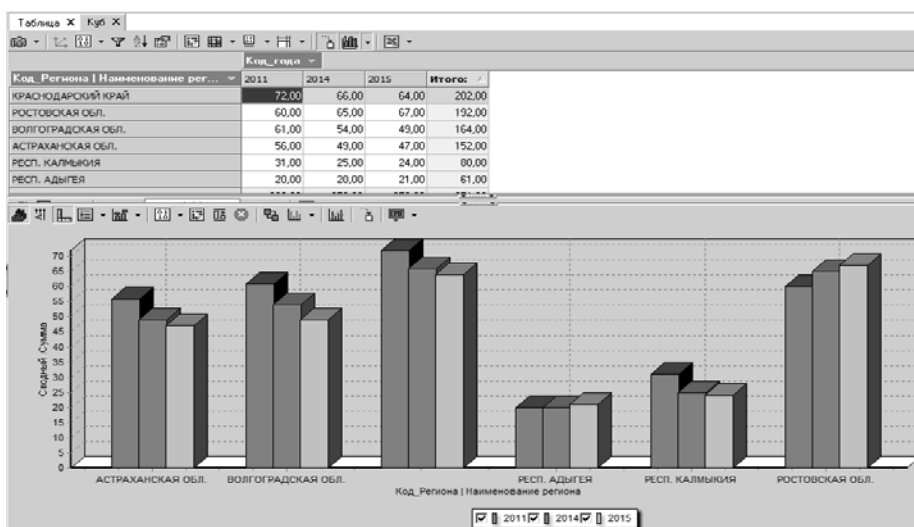 Таблица X Куб X
Код_года
Код_Региона | Наименование рег... 2011 2014 2015 Итого:
КРАСНОДАРСКИЙ КРАЙ 72,00 66,00 64,00 202,00
РОСТОВСКАЯ ОБЛ. 60,00 65,00 67,00 192,00
ВОЛГОГРАДСКАЯ ОБЛ. 61,00 54,00 49,00 164,00
АСТРАХАНСКАЯ ОБЛ. 56,00 49,00 47,00 152,00
РЕСП. КАЛМЫКИЯ 31,00 25,00 24,00 80,00
РЕСП. АДЫГЕЯ 20,00 20,00 21,00 61,00
Сводный Сумма
70
65
60
55
50
45
40
35
30
25
20
15
10
5
0
АСТРАХАНСКАЯ ОБЛ. ВОЛГОГРАДСКАЯ ОБЛ. РЕСП. АДЫГЕЯ РЕСП. КАЛМЫКИЯ РОСТОВСКАЯ ОБЛ.
Код_Региона | Наименование региона
2011 2014 2015